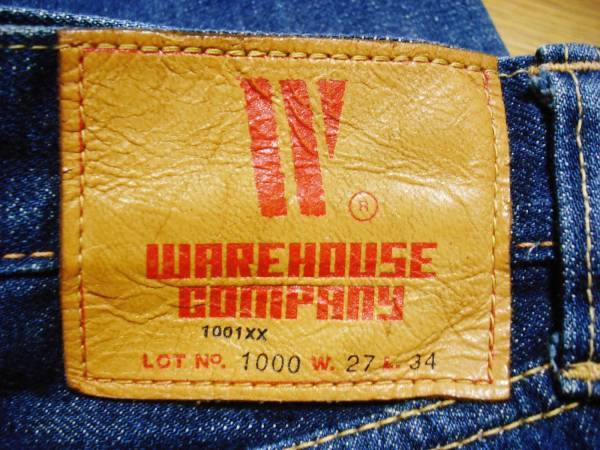 W
®
WAREHOUSE
COMPANY
1001XX
LOT Nº. 1000 W. 27 L. 34